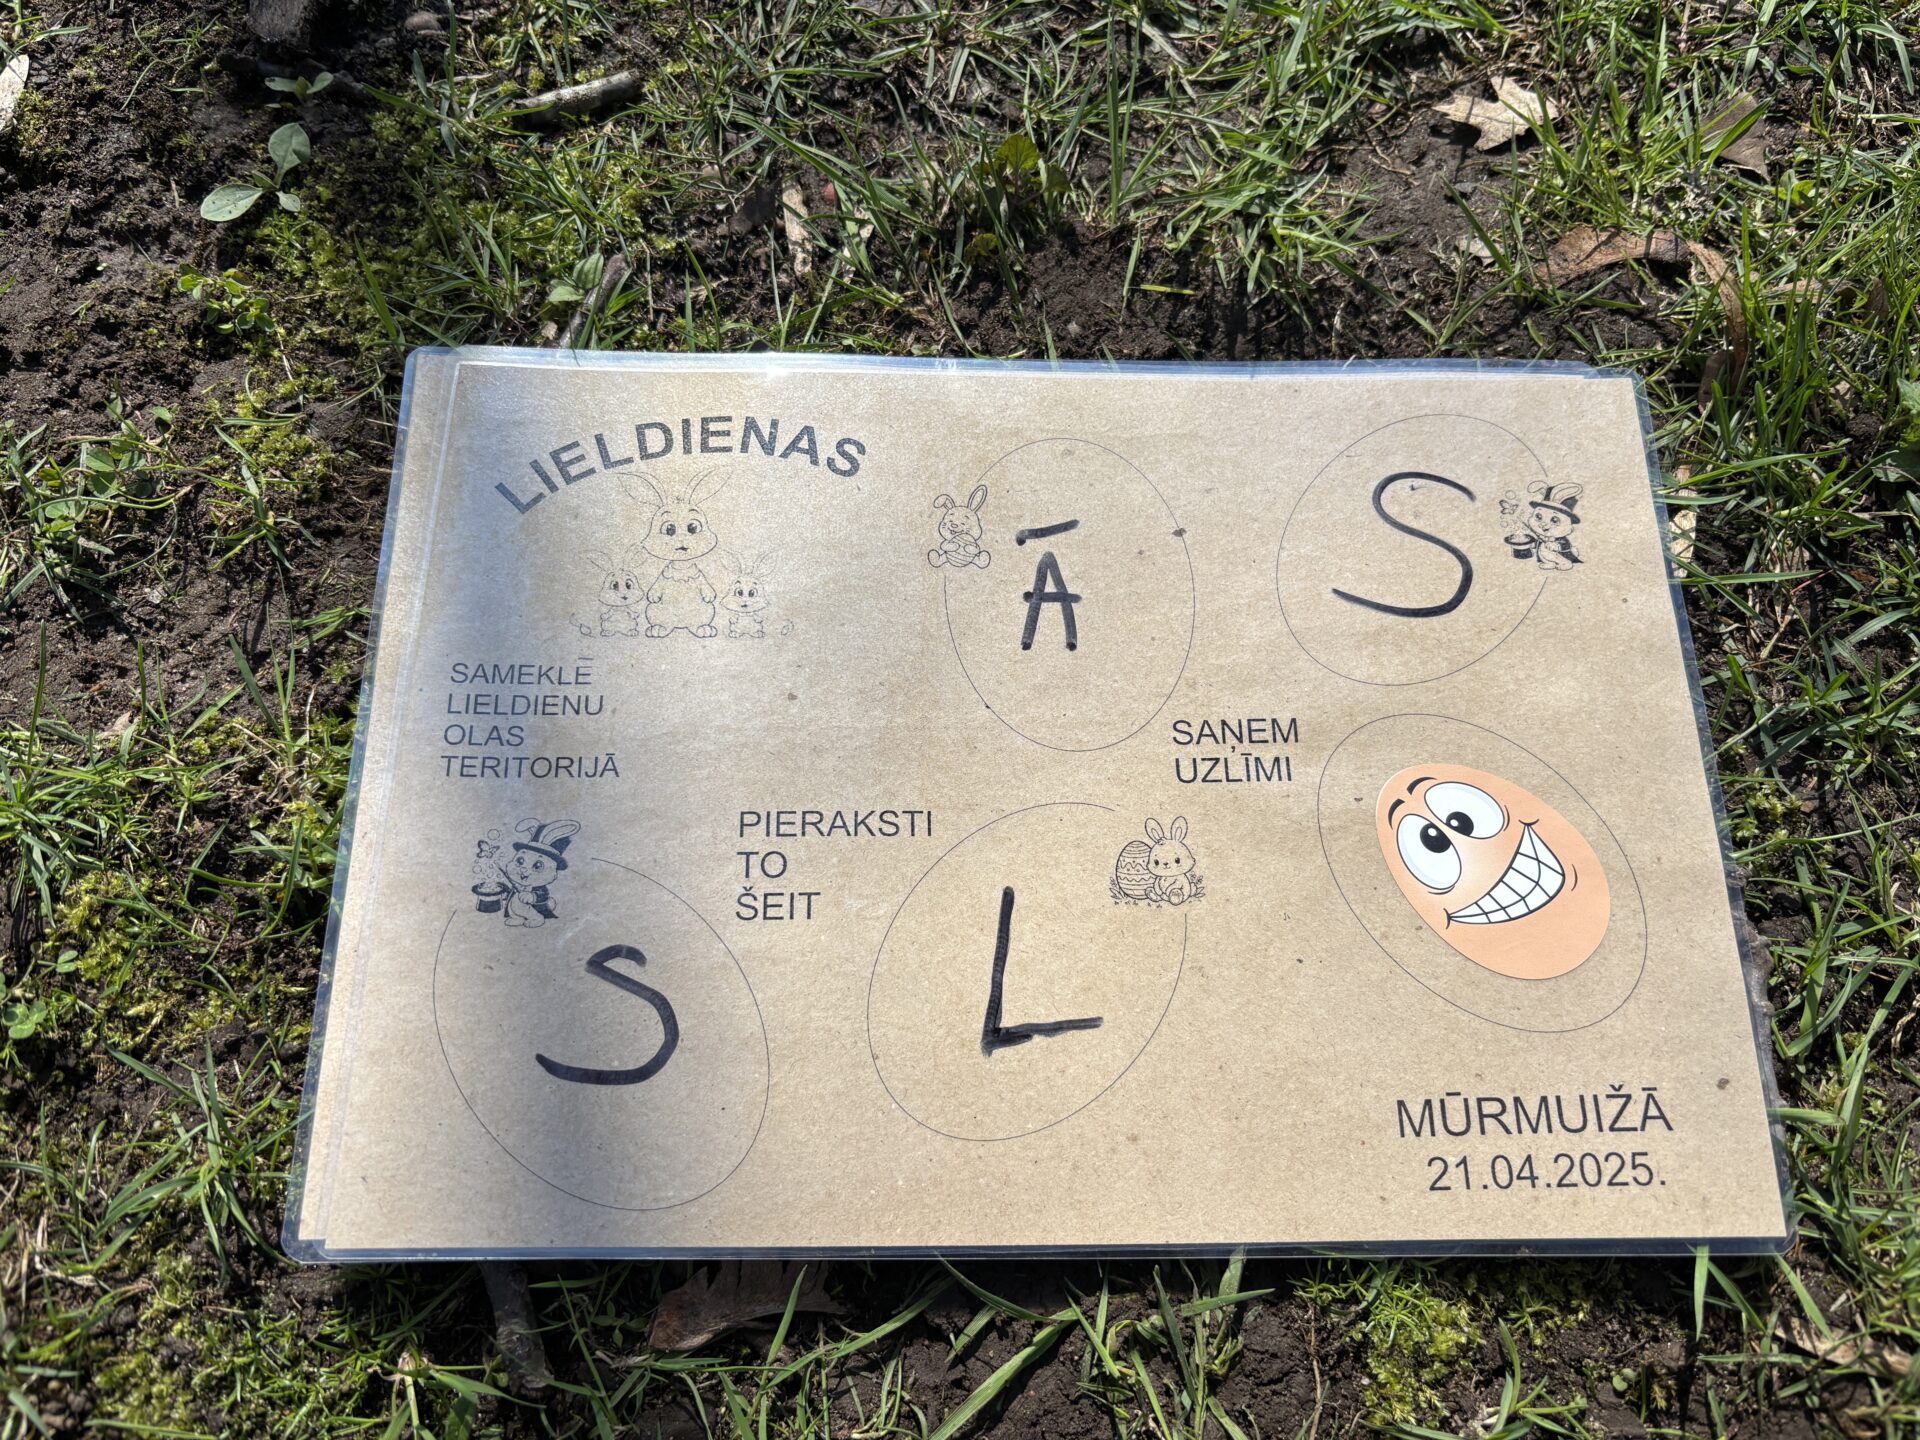 LIELDIENAS
Ā
S
SAMEKLĒ
LIELDIENU
OLAS
TERITORIJĀ
SAŅEM
UZLĪMI
PIERAKSTI
TO
ŠEIT
S
L
MŪRMUIŽĀ
21.04.2025.